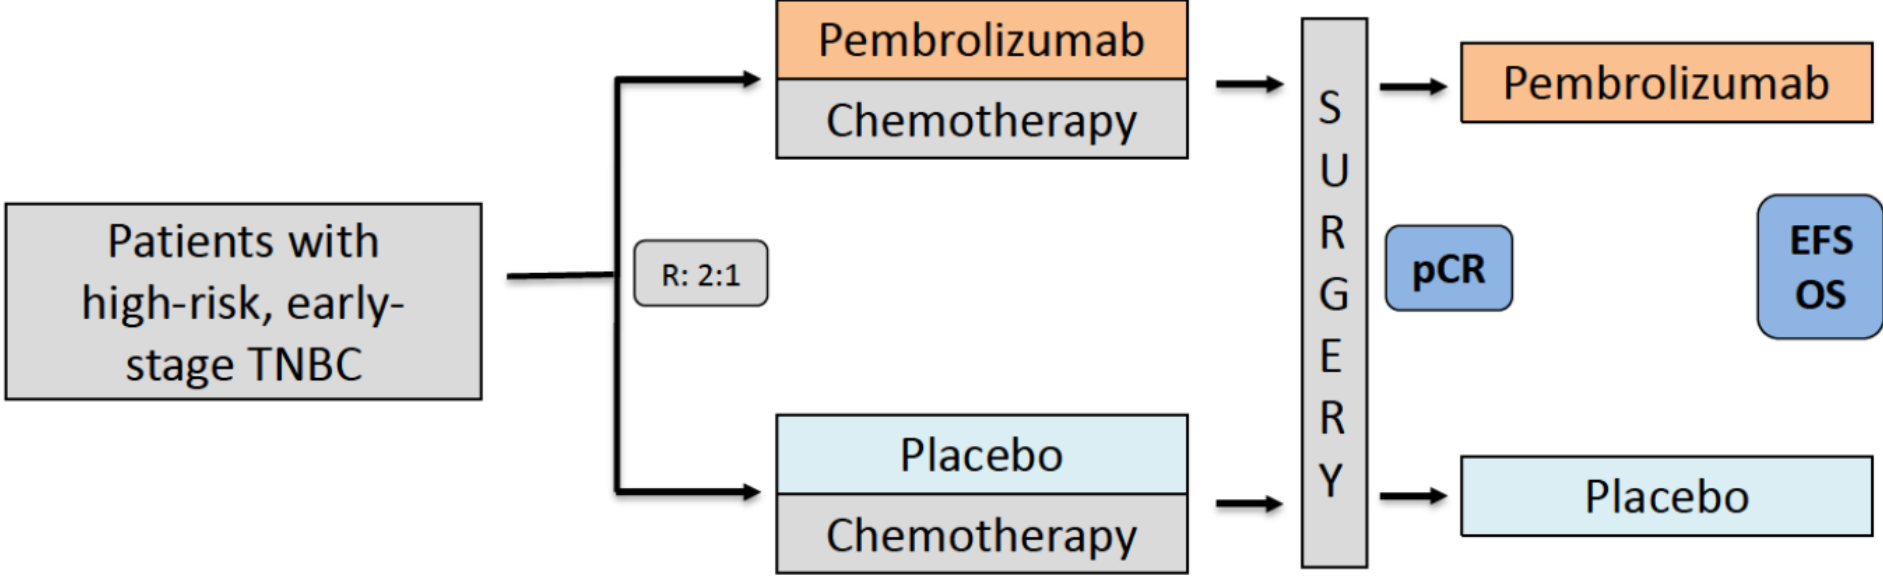 Patients with
high-risk, early-
stage TNBC
R: 2:1
Pembrolizumab
Chemotherapy
Placebo
Chemotherapy
S
U
R
G
E
R
Y
Pembrolizumab
pCR
EFS
OS
Placebo